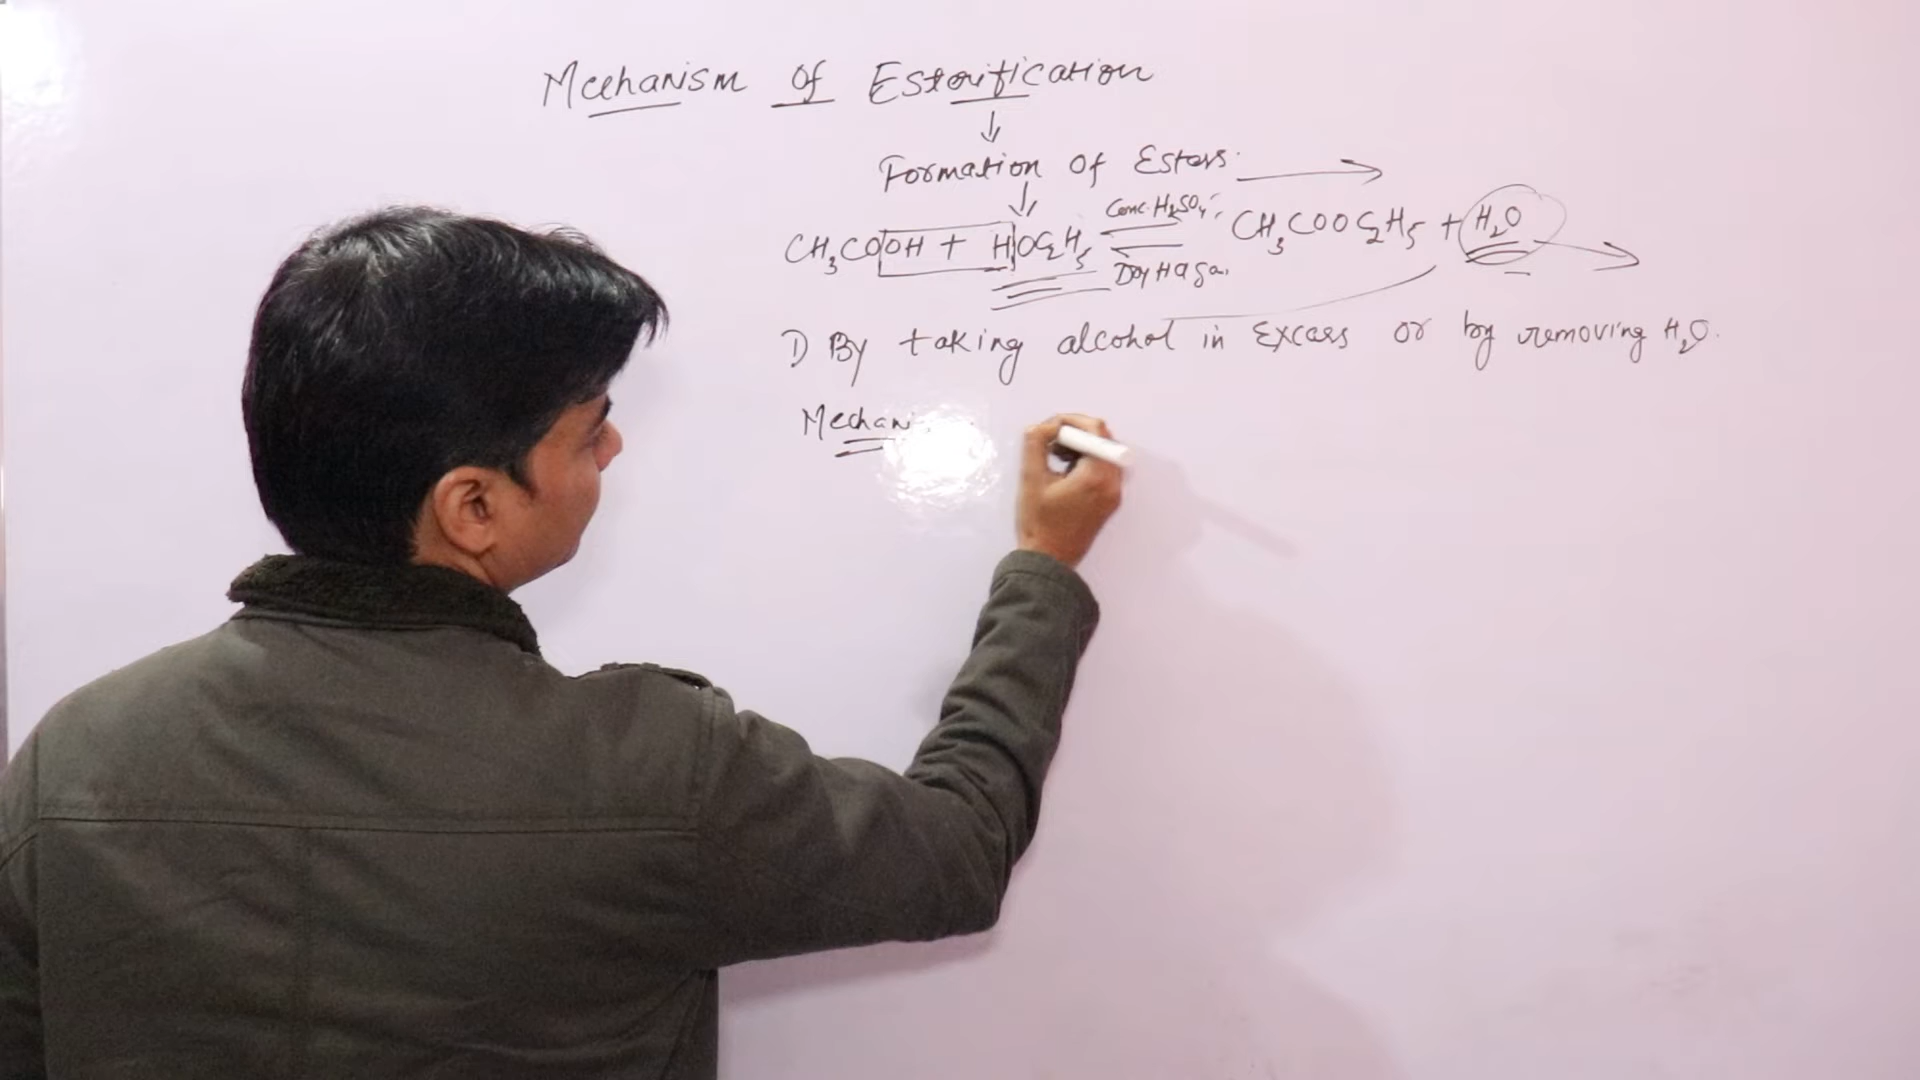 Mechanism of Esterification
↓
Formation of Esters. →
↓
Conc. H₂SO₄
CH₃COOH + HOC₂H₅ ⇌ CH₃COOC₂H₅ + H₂O →
Dry HCl gas.
1) By taking alcohol in Excess or by removing H₂O.